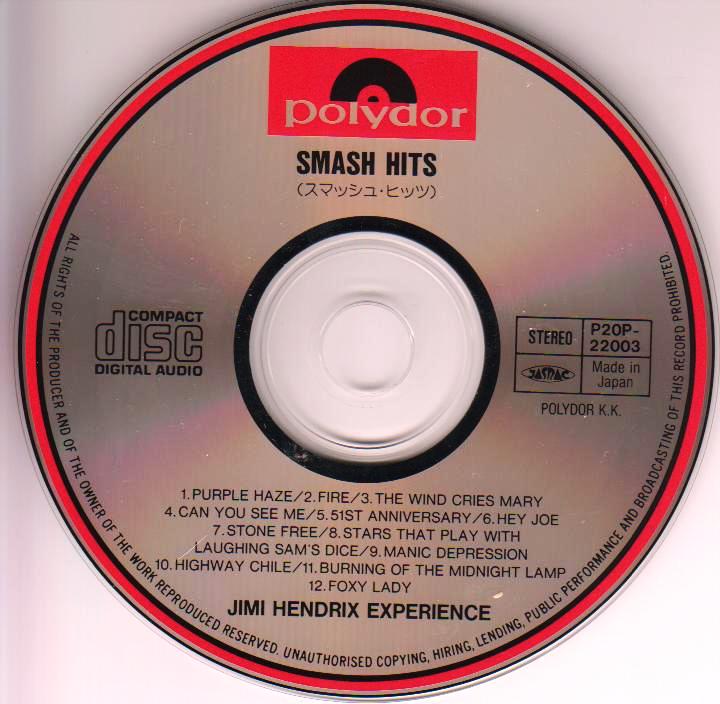 polydor
SMASH HITS
(スマッシュ・ヒッツ)
COMPACT
disc
DIGITAL AUDIO
STEREO
P20P-
22003
JASRAC
Made in
Japan
POLYDOR K.K.
1.PURPLE HAZE/2. FIRE/3. THE WIND CRIES MARY
4. CAN YOU SEE ME/5. 51ST ANNIVERSARY/6. HEY JOE
7. STONE FREE/8. STARS THAT PLAY WITH
LAUGHING SAM'S DICE/9. MANIC DEPRESSION
10. HIGHWAY CHILE/11. BURNING OF THE MIDNIGHT LAMP
12. FOXY LADY
JIMI HENDRIX EXPERIENCE
ALL RIGHTS OF THE PRODUCER AND OF THE OWNER OF THE WORK REPRODUCED RESERVED. UNAUTHORISED COPYING, HIRING, LENDING, PUBLIC PERFORMANCE AND BROADCASTING OF THIS RECORD PROHIBITED.